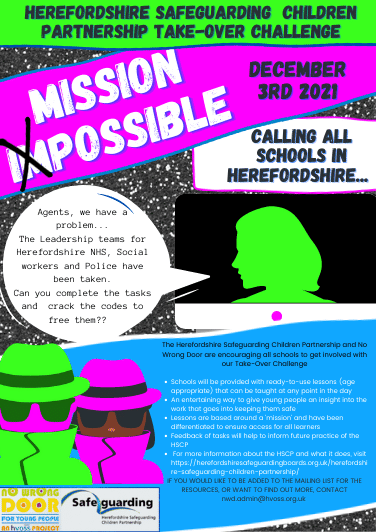 HEREFORDSHIRE SAFEGUARDING CHILDREN
PARTNERSHIP TAKE-OVER CHALLENGE
DECEMBER
3RD 2021
MISSION
IMPOSSIBLE
CALLING ALL
SCHOOLS IN
HEREFORDSHIRE...
Agents, we have a
problem...
The Leadership teams for
Herefordshire NHS, Social
workers and Police have
been taken.
Can you complete the tasks
and crack the codes to
free them??
The Herefordshire Safeguarding Children Partnership and No
Wrong Door are encouraging all schools to get involved with
our Take-Over Challenge
• Schools will be provided with ready-to-use lessons (age
appropriate) that can be taught at any point in the day
• An entertaining way to give young people an insight into the
work that goes into keeping them safe
• Lessons are based around a 'mission' and have been
differentiated to ensure access for all learners
• Feedback of tasks will help to inform future practice of the
HSCP
• For more information about the HSCP and what it does, visit
https://herefordshiresafeguardingboards.org.uk/herefordshi
re-safeguarding-children-partnership/
IF YOU WOULD LIKE TO BE ADDED TO THE MAILING LIST FOR THE
RESOURCES, OR WANT TO FIND OUT MORE, CONTACT
nwd.admin@hvoss.org.uk
NO WRONG
DOOR
FOR YOUNG PEOPLE
AN hvoss PROJECT
Safeguarding
Herefordshire Safeguarding
Children Partnership